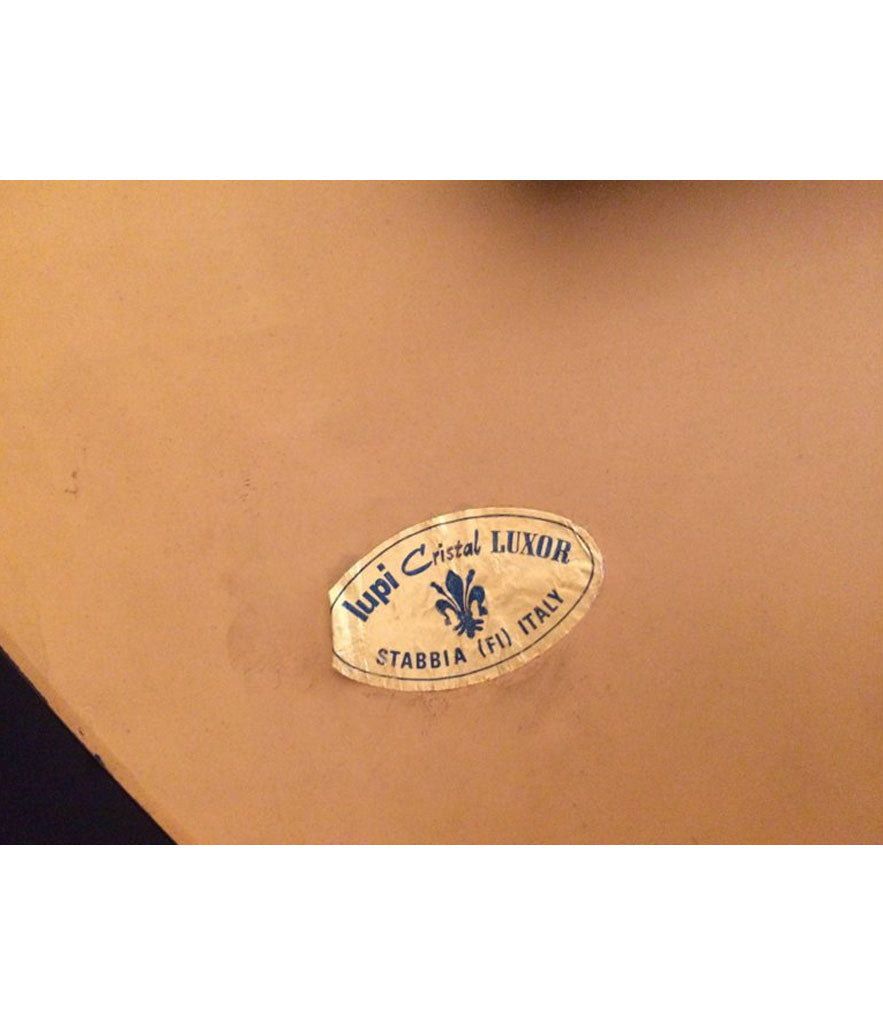 lupi Cristal LUXOR
STABBIA (FI) ITALY